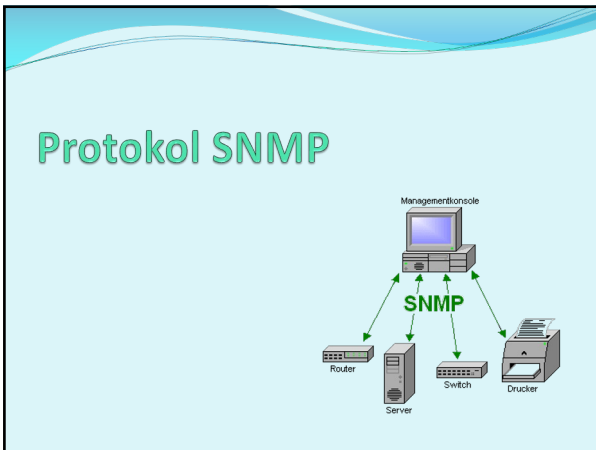 Protokol SNMP
Managementkonsole
SNMP
Router
Server
Switch
Drucker